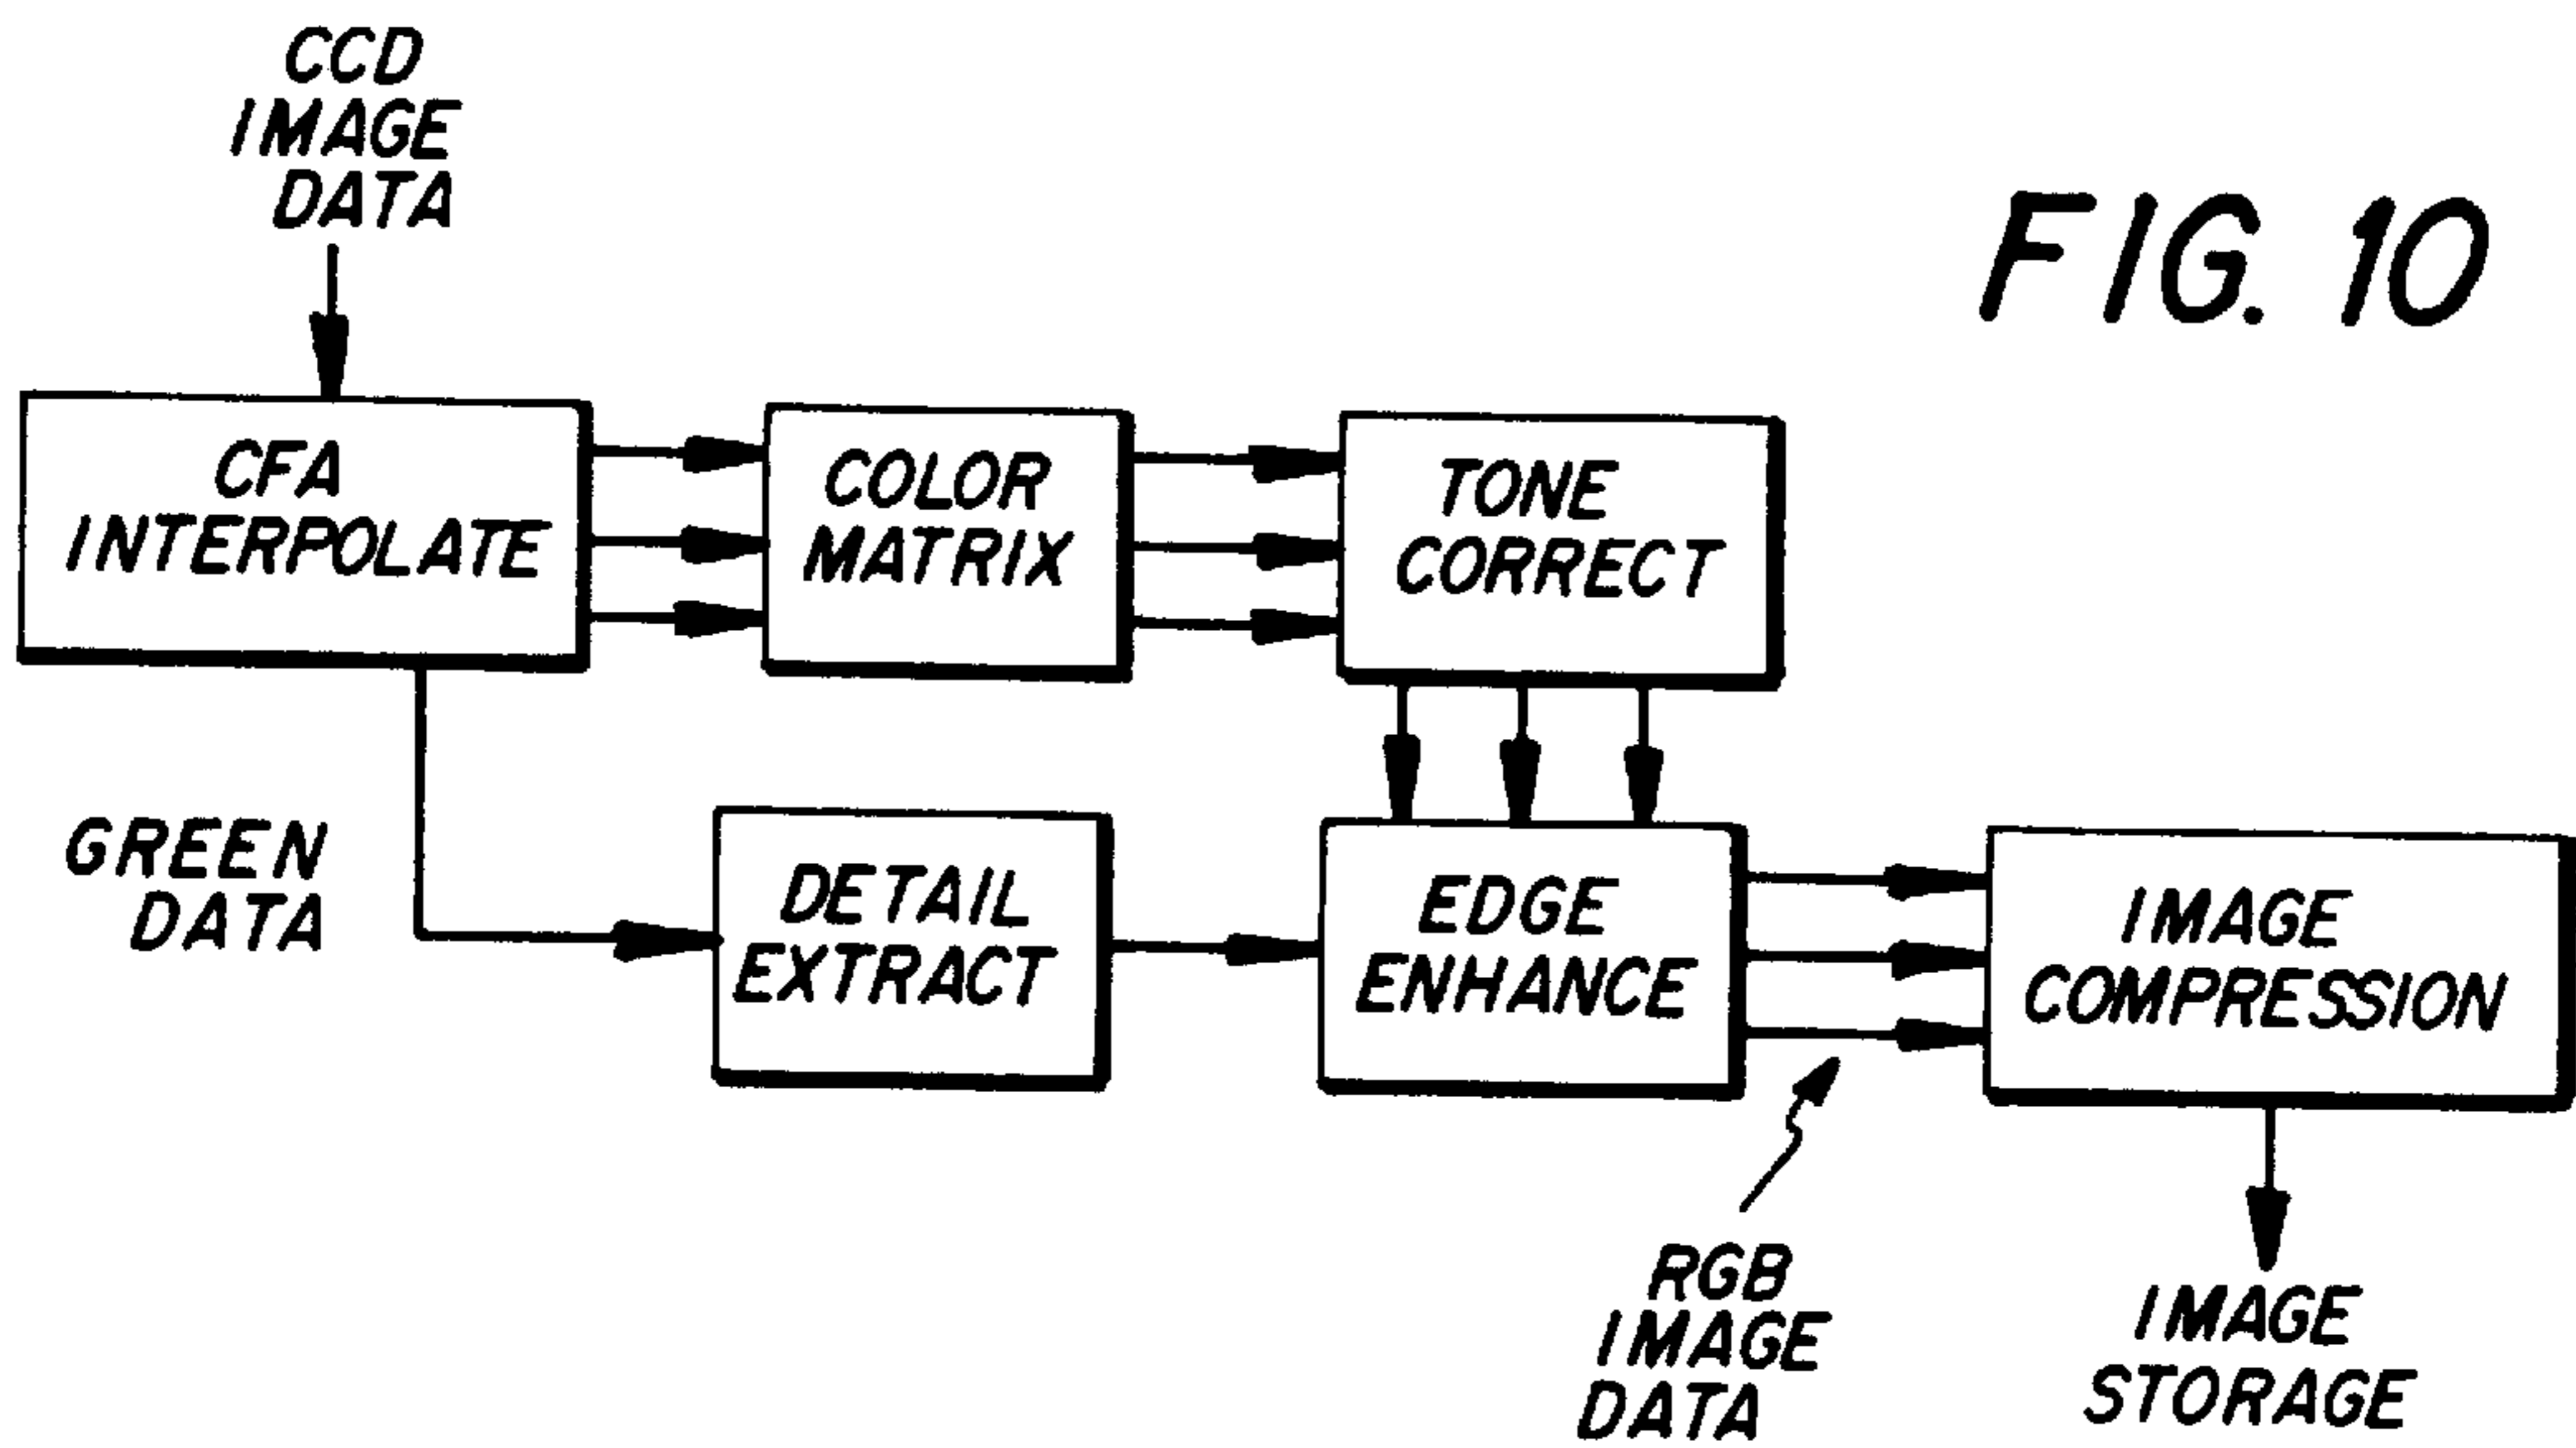 CCD
IMAGE
DATA
FIG. 10
CFA
INTERPOLATE
COLOR
MATRIX
TONE
CORRECT
GREEN
DATA
DETAIL
EXTRACT
EDGE
ENHANCE
IMAGE
COMPRESSION
RGB
IMAGE
DATA
IMAGE
STORAGE